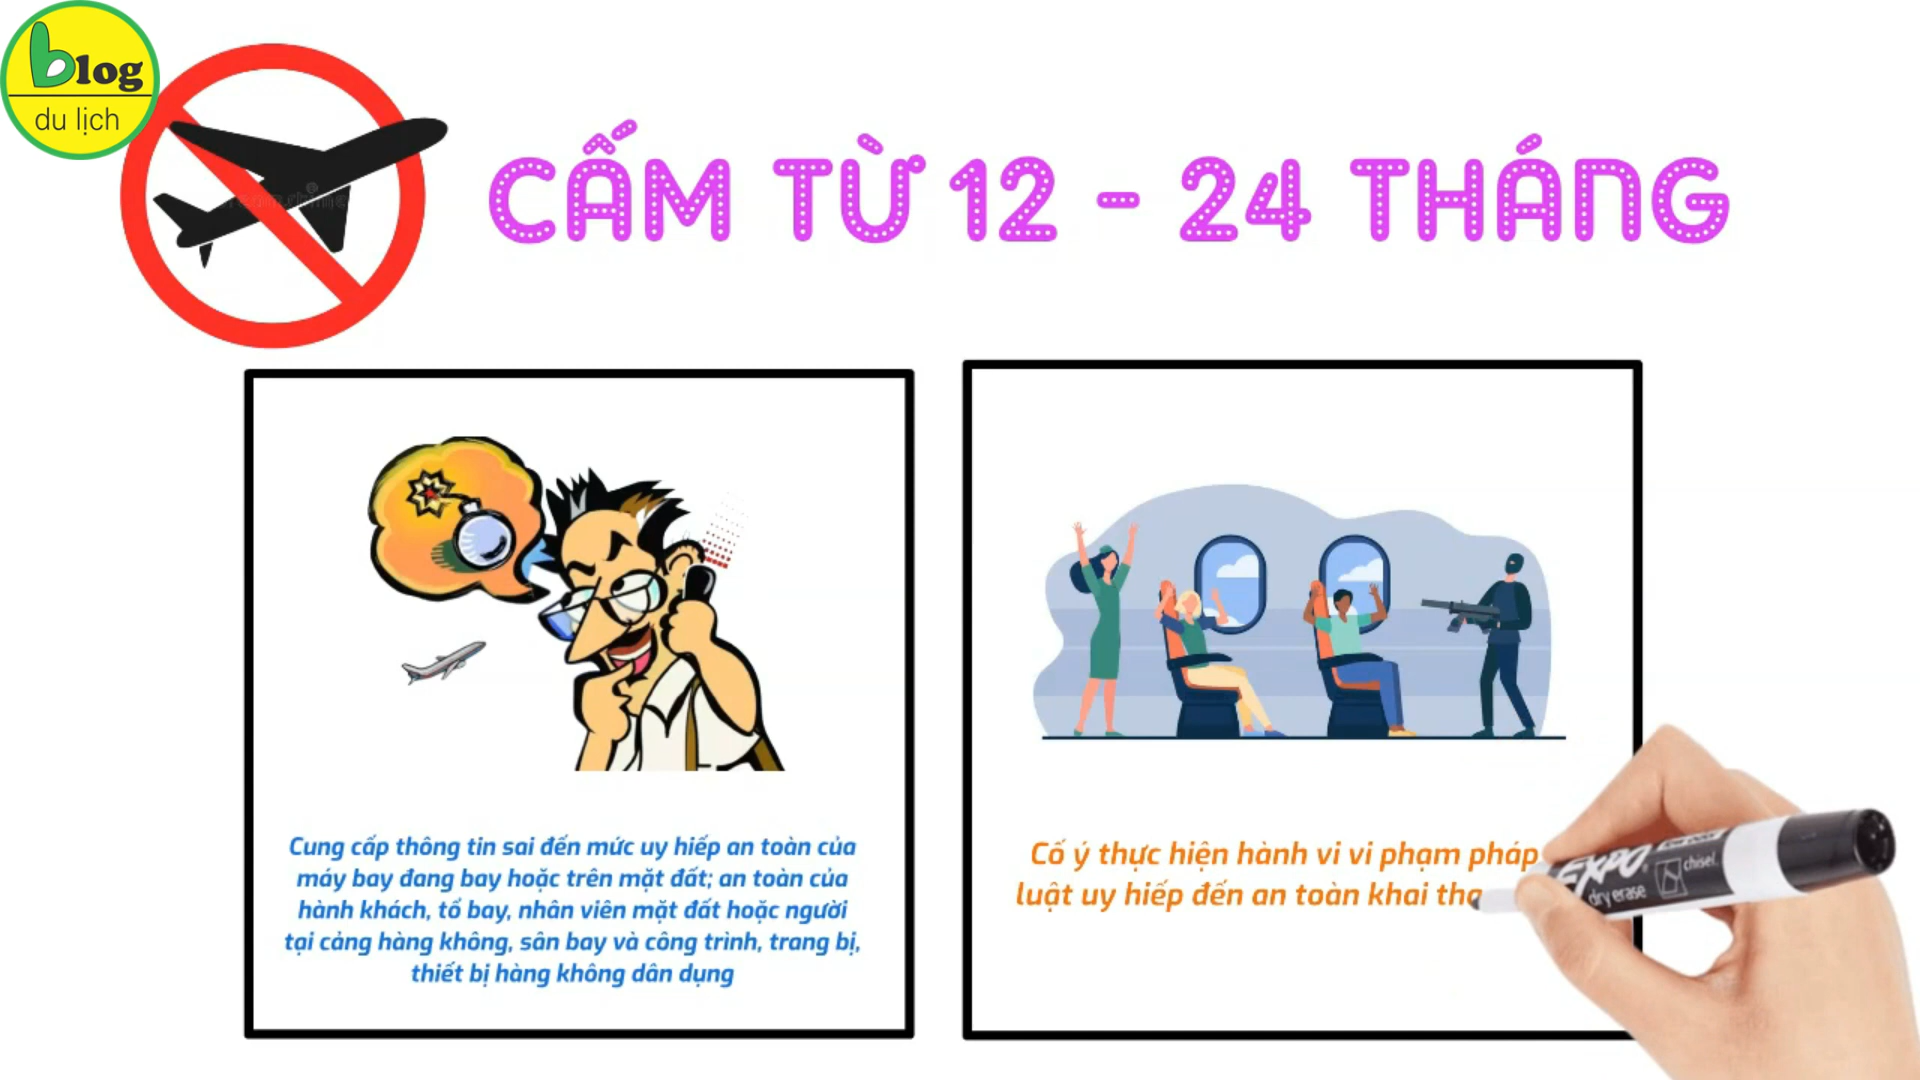 blog
du lịch
CẤM TỪ 12 - 24 THÁNG
Cung cấp thông tin sai đến mức uy hiếp an toàn của
máy bay đang bay hoặc trên mặt đất; an toàn của
hành khách, tổ bay, nhân viên mặt đất hoặc người
tại cảng hàng không, sân bay và công trình, trang bị,
thiết bị hàng không dân dụng
Cố ý thực hiện hành vi vi phạm pháp
luật uy hiếp đến an toàn khai tha
EXPO
dry erase
chisel